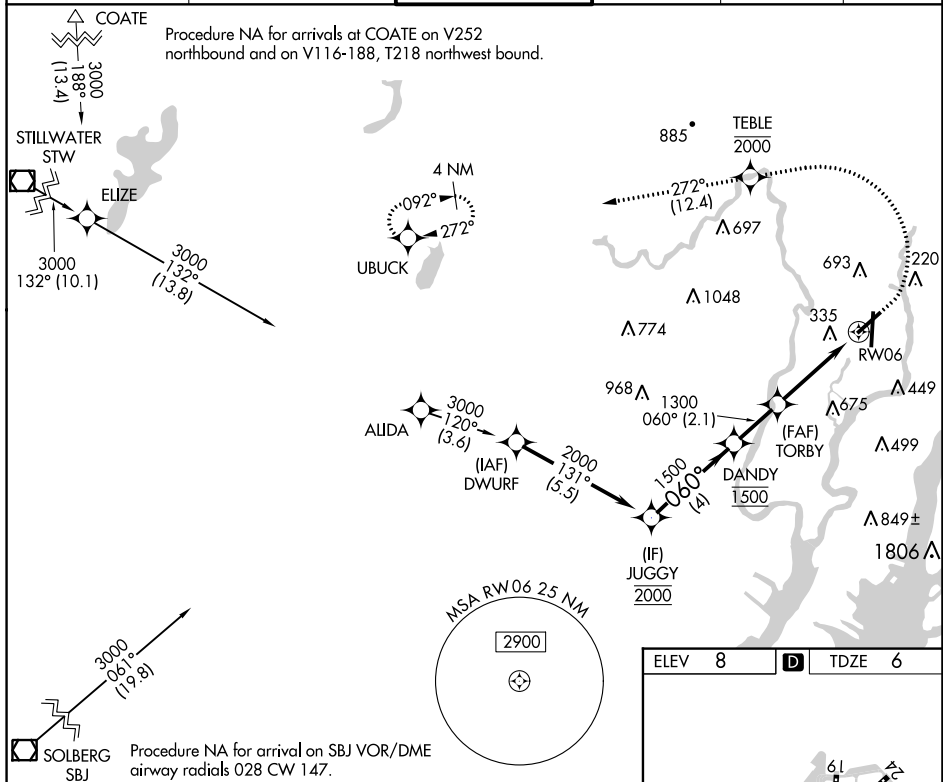 COATE
Procedure NA for arrivals at COATE on V252
northbound and on V116-188, T218 northwest bound.
3000
188°
(13.4)
STILLWATER
STW
ELIZE
3000
132° (10.1)
3000
132°
(13.8)
4 NM
092°
272°
UBUCK
885
TEBLE
2000
272°
(12.4)
697
693
220
1048
335
774
RW06
968
1300
060° (2.1)
449
675
ALIDA
3000
120°
(3.6)
(FAF)
TORBY
499
(IAF)
DWURF
2000
131°
(5.5)
1500
060°
(4)
DANDY
1500
849±
1806
(IF)
JUGGY
2000
MSA RW06 25 NM
2900
3000
061°
(19.8)
ELEV 8 D TDZE 6
SOLBERG
SBJ
Procedure NA for arrival on SBJ VOR/DME
airway radials 028 CW 147.
19
24